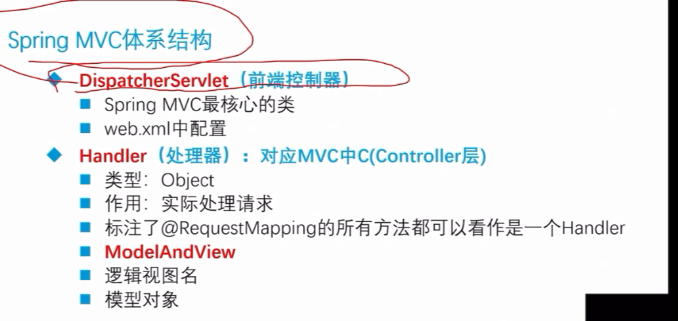 Spring MVC体系结构
DispatcherServlet（前端控制器）
Spring MVC最核心的类
web.xml中配置
Handler（处理器）：对应MVC中C(Controller层)
类型：Object
作用：实际处理请求
标注了@RequestMapping的所有方法都可以看作是一个Handler
ModelAndView
逻辑视图名
模型对象